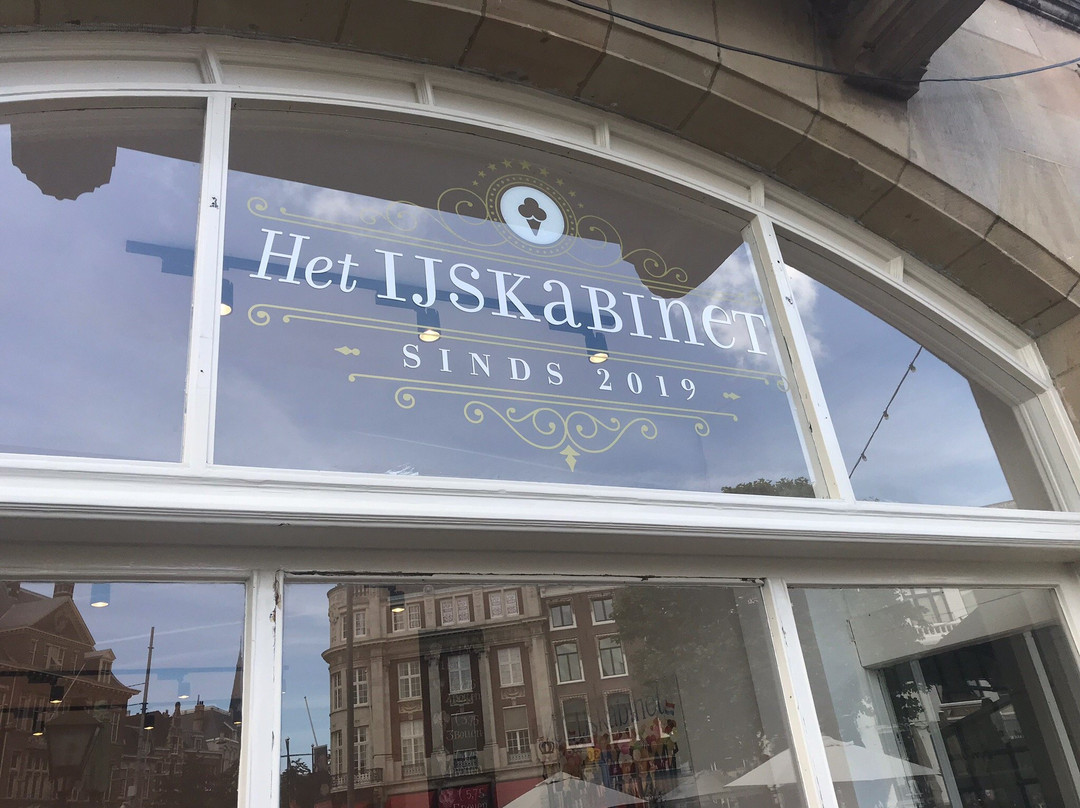 Het IJSKaBIneT
SINDS 2019